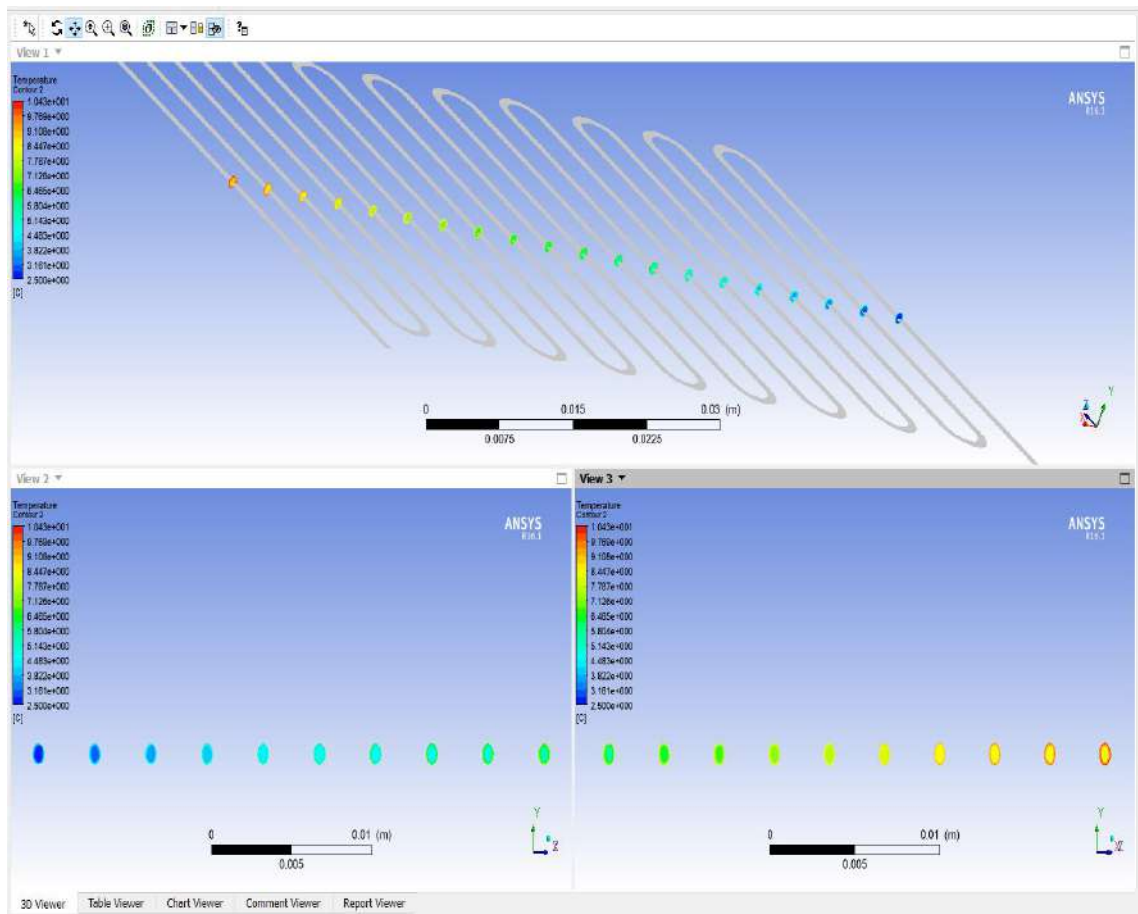 View 1
Temperature
Contour 2
1.043e+001
9.769e+000
9.108e+000
8.447e+000
7.787e+000
7.126e+000
6.465e+000
5.804e+000
5.143e+000
4.483e+000
3.822e+000
3.161e+000
2.500e+000
[C]
ANSYS
R16.1
0 0.015 0.03 (m)
0.0075 0.0225
Y
Z
X
View 2
Temperature
Contour 2
1.043e+001
9.769e+000
9.108e+000
8.447e+000
7.787e+000
7.126e+000
6.465e+000
5.804e+000
5.143e+000
4.483e+000
3.822e+000
3.161e+000
2.500e+000
[C]
ANSYS
R16.1
0 0.01 (m)
0.005
Y
Z
View 3
Temperature
Contour 2
1.043e+001
9.769e+000
9.108e+000
8.447e+000
7.787e+000
7.126e+000
6.465e+000
5.804e+000
5.143e+000
4.483e+000
3.822e+000
3.161e+000
2.500e+000
[C]
ANSYS
R16.1
0 0.01 (m)
0.005
Y
Z
3D Viewer Table Viewer Chart Viewer Comment Viewer Report Viewer